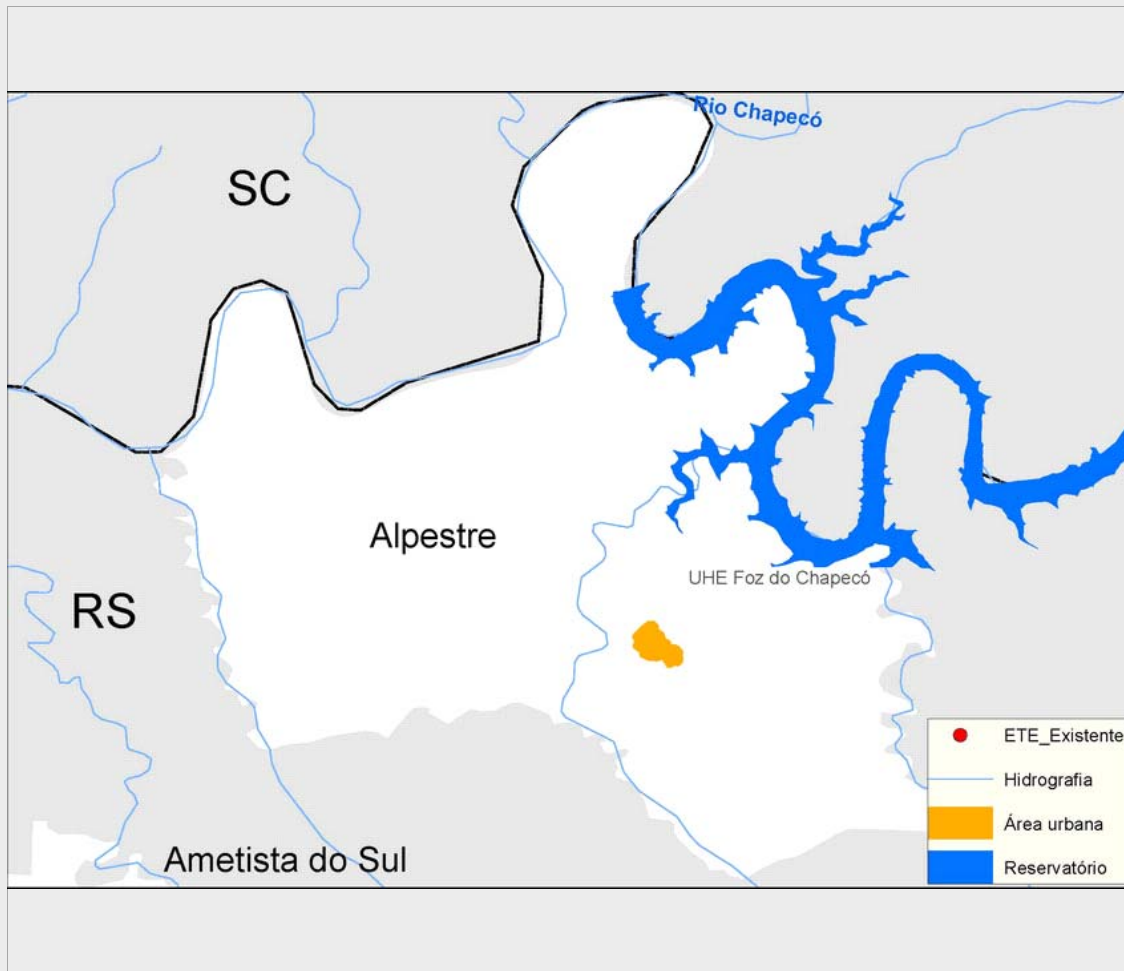 Rio Chapecó
SC
Alpestre
UHE Foz do Chapecó
RS
Ametista do Sul
ETE_Existente
Hidrografia
Área urbana
Reservatório